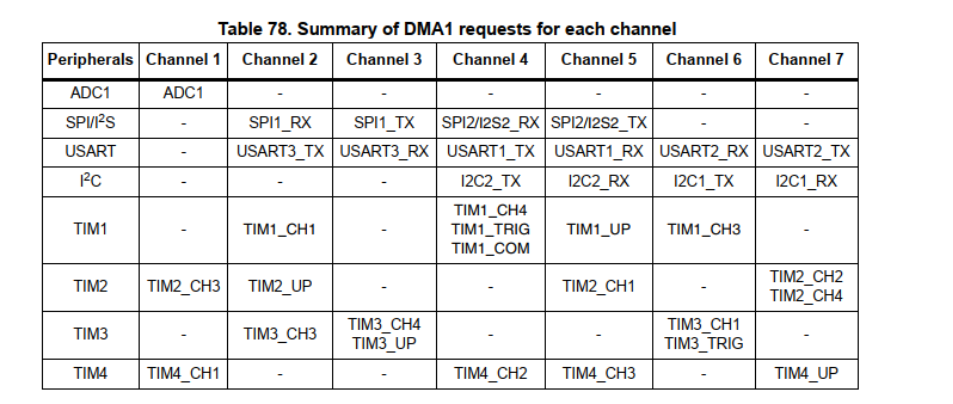 Table 78. Summary of DMA1 requests for each channel
Peripherals Channel 1 Channel 2 Channel 3 Channel 4 Channel 5 Channel 6 Channel 7
ADC1 ADC1 - - - - - -
SPI/I²S - SPI1_RX SPI1_TX SPI2/I2S2_RX SPI2/I2S2_TX - -
USART - USART3_TX USART3_RX USART1_TX USART1_RX USART2_RX USART2_TX
I²C - - - I2C2_TX I2C2_RX I2C1_TX I2C1_RX
TIM1 - TIM1_CH1 - TIM1_CH4 TIM1_UP TIM1_CH3 -
TIM1_TRIG
TIM1_COM
TIM2 TIM2_CH3 TIM2_UP - - TIM2_CH1 - TIM2_CH2
TIM2_CH4
TIM3 - TIM3_CH3 TIM3_CH4 - - TIM3_CH1 -
TIM3_UP TIM3_TRIG
TIM4 TIM4_CH1 - - TIM4_CH2 TIM4_CH3 - TIM4_UP